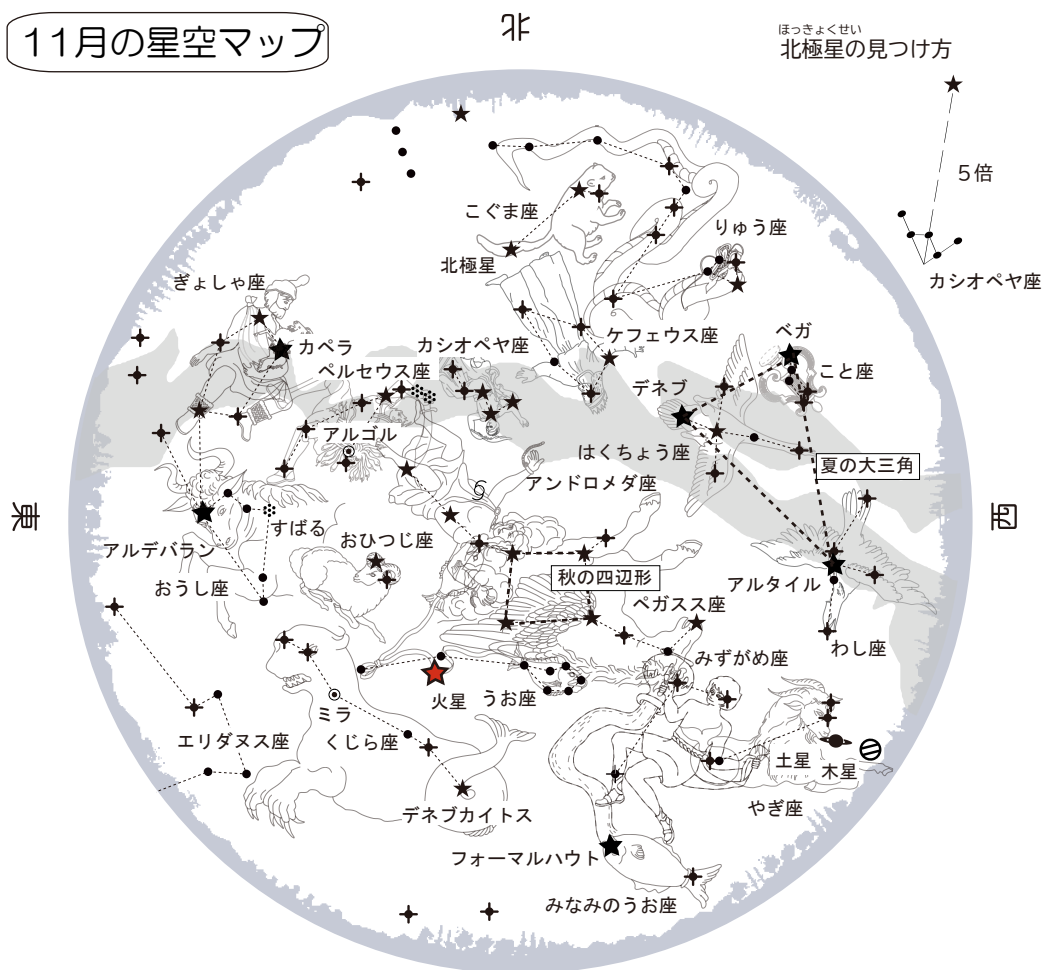 11月の星空マップ
北
ほっきょくせい
北極星の見つけ方
5倍
カシオペヤ座
こぐま座
りゅう座
北極星
ぎょしゃ座
カペラ
カシオペヤ座
ケフェウス座
ベガ
ペルセウス座
こと座
デネブ
アルゴル
はくちょう座
夏の大三角
アンドロメダ座
東
西
すばる
おひつじ座
アルデバラン
おうし座
秋の四辺形
アルタイル
ペガスス座
わし座
みずがめ座
火星
うお座
ミラ
くじら座
エリダヌス座
土星
木星
デネブカイトス
やぎ座
フォーマルハウト
みなみのうお座